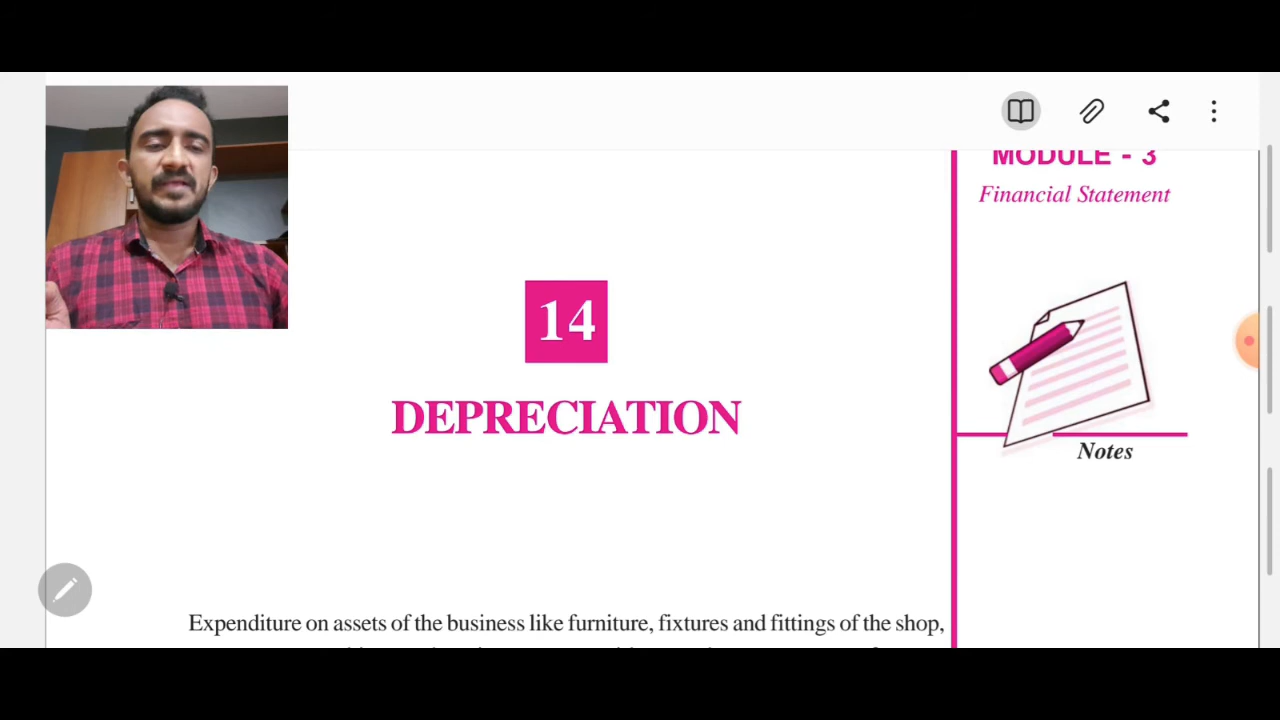 MODULE - 3
Financial Statement
14
DEPRECIATION
Notes
Expenditure on assets of the business like furniture, fixtures and fittings of the shop,